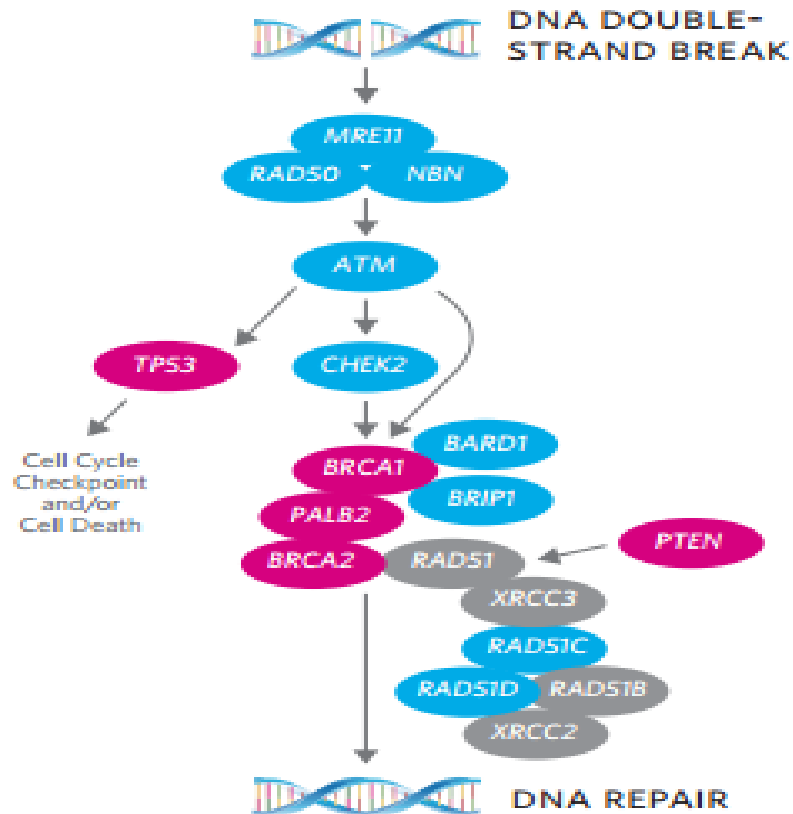 DNA DOUBLE-
STRAND BREAK
MRE11
RAD50
NBN
ATM
TP53
CHEK2
Cell Cycle
Checkpoint
and/or
Cell Death
BRCA1
BARD1
BRIP1
PALB2
BRCA2
RAD51
PTEN
XRCC3
RAD51C
RAD51D
RAD51B
XRCC2
DNA REPAIR